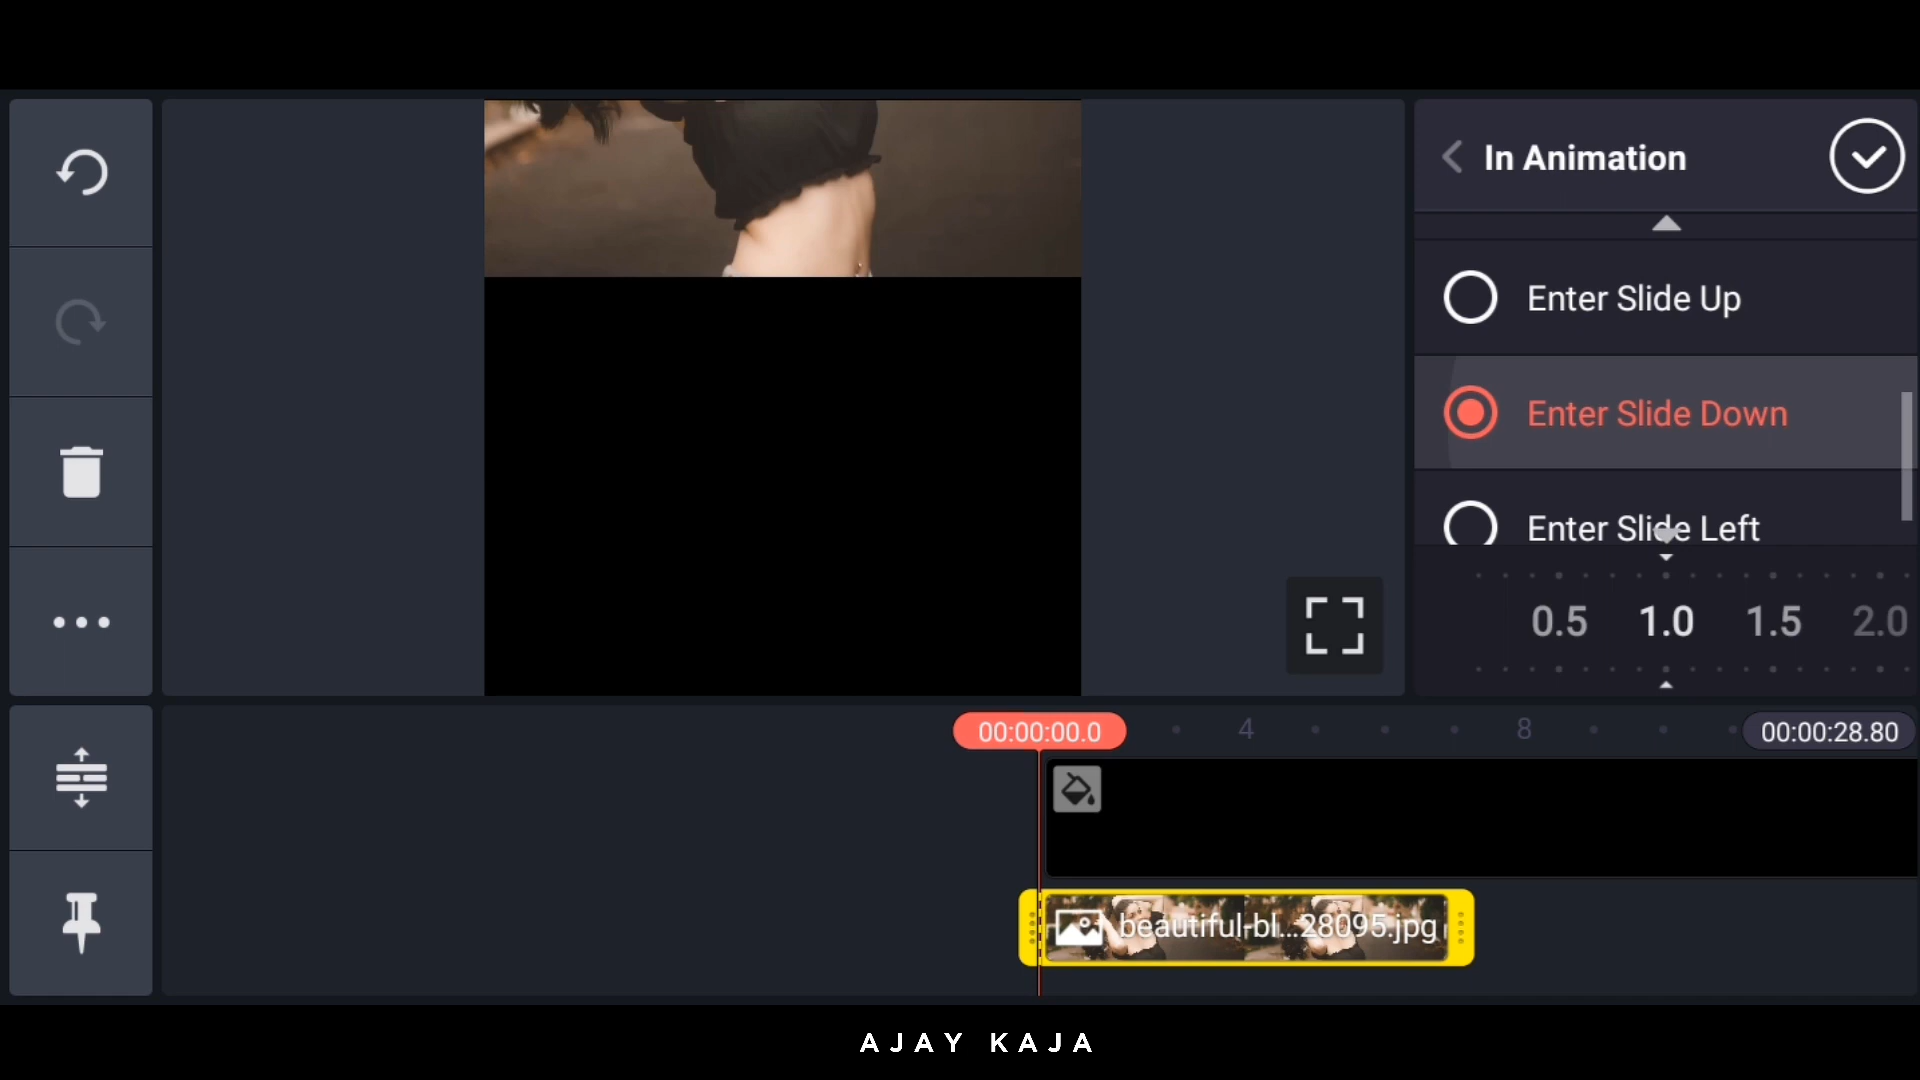 In Animation
Enter Slide Up
Enter Slide Down
Enter Slide Left
0.5 1.0 1.5 2.0
00:00:00.0 4 8 00:00:28.80
beautiful-bl...28095.jpg
AJAY KAJA